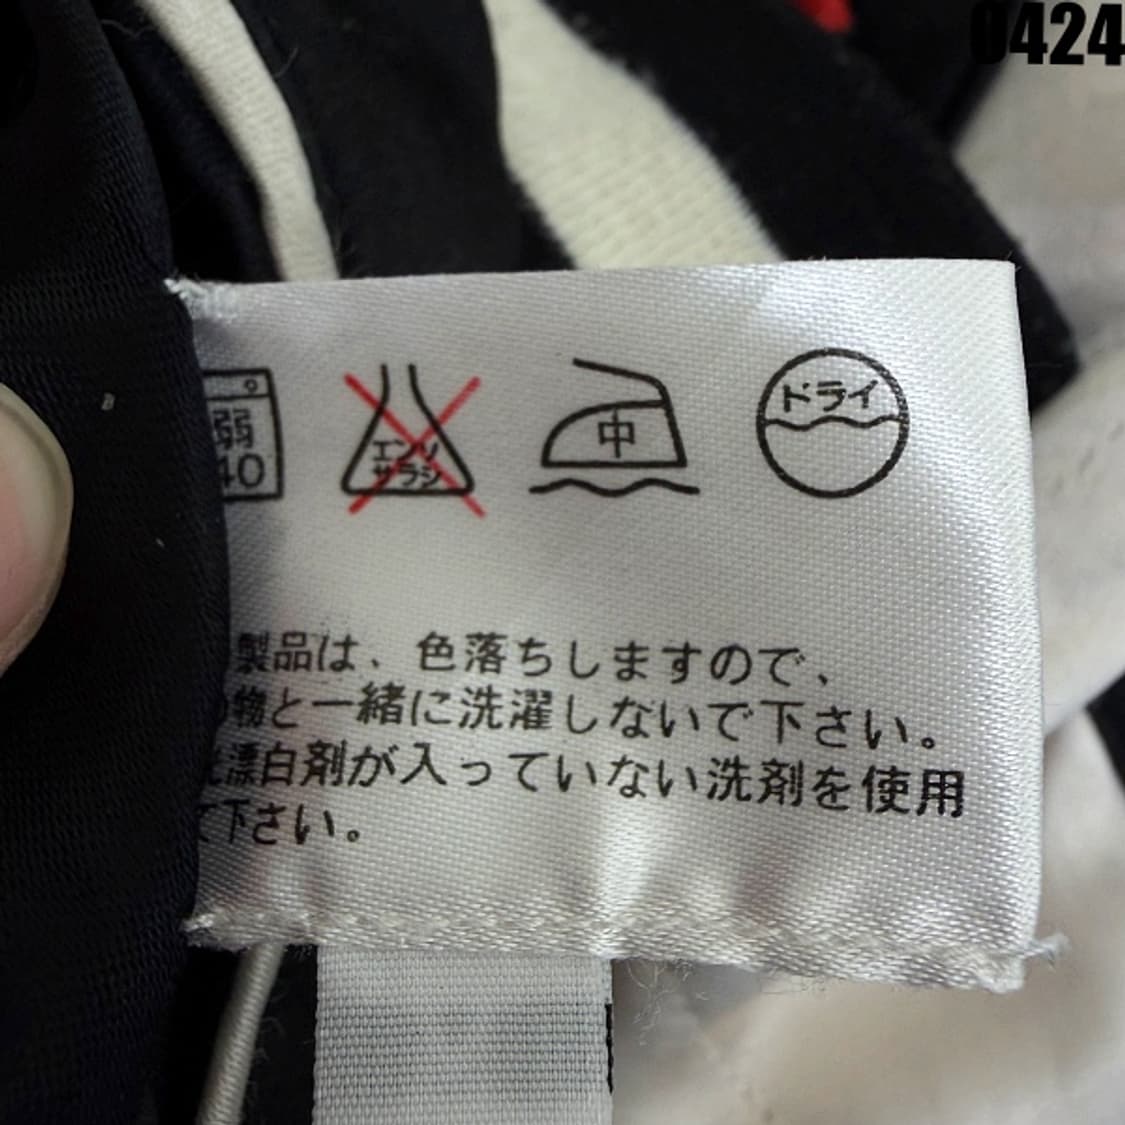 0424
弱
40
エンソ
サラシ
中
ドライ
製品は、色落ちしますので、
物と一緒に洗濯しないで下さい。
漂白剤が入っていない洗剤を使用
て下さい。